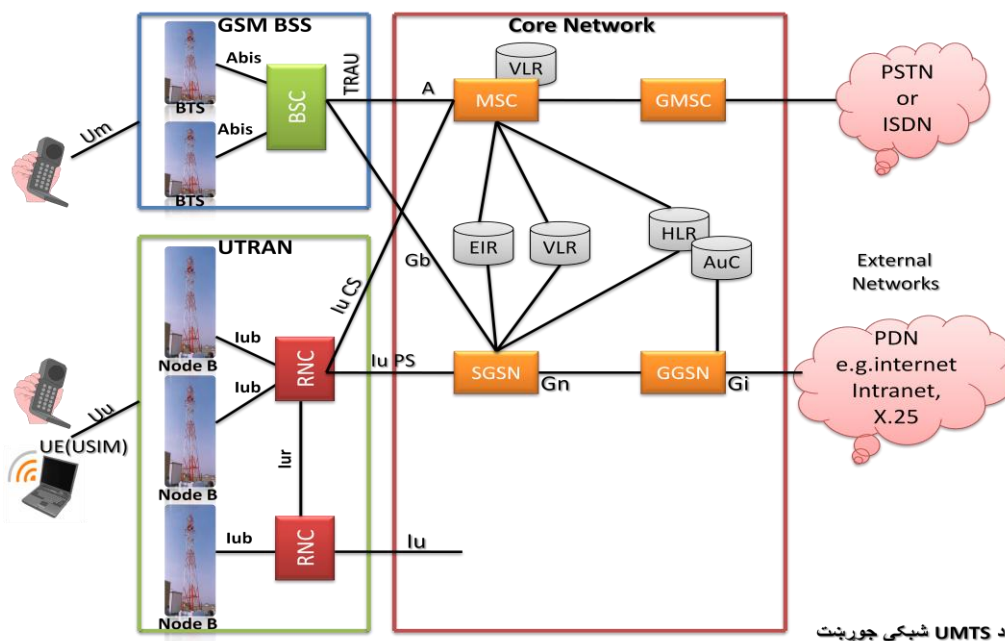 GSM BSS
Core Network
Abis
BTS
Abis
BTS
BSC
TRAU
Um
A
VLR
MSC
GMSC
PSTN
or
ISDN
EIR
VLR
HLR
AuC
Gb
Iu CS
External
Networks
UTRAN
Iub
Node B
Iub
Node B
RNC
Iu PS
SGSN
Gn
GGSN
Gi
PDN
e.g.internet
Intranet,
X.25
Uu
UE(USIM)
Iur
Iub
Node B
RNC
Iu
د UMTS شبکې جوړښت